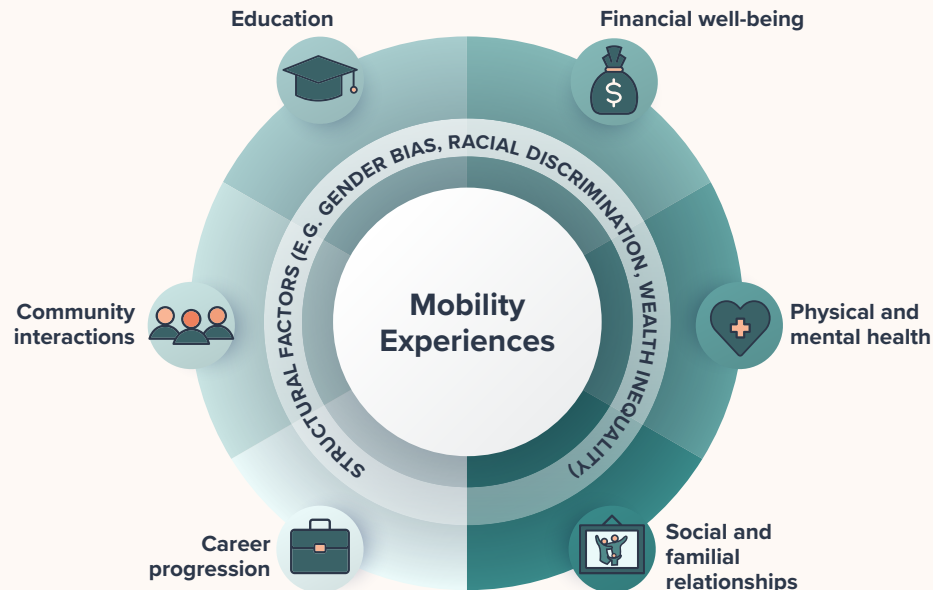 Education
Financial well-being
STRUCTURAL FACTORS (E.G. GENDER BIAS, RACIAL DISCRIMINATION, WEALTH INEQUALITY)
Mobility
Experiences
Community
interactions
Physical and
mental health
Career
progression
Social and
familial
relationships
$